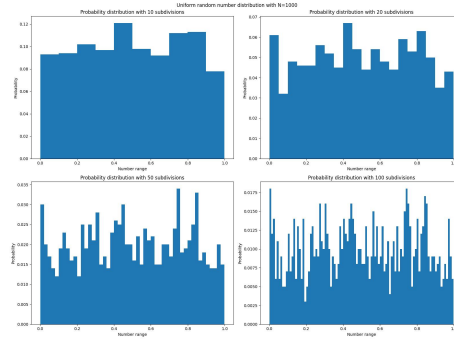 Uniform random number distribution with N=1000
Probability distribution with 10 subdivisions
0.12
0.10
0.08
0.06
0.04
0.02
0.00
Probability
0.0 0.2 0.4 0.6 0.8 1.0
Number range
Probability distribution with 20 subdivisions
0.07
0.06
0.05
0.04
0.03
0.02
0.01
0.00
Probability
0.0 0.2 0.4 0.6 0.8 1.
Number range
Probability distribution with 50 subdivisions
0.035
0.030
0.025
0.020
0.015
0.010
0.005
0.000
Probability
0.0 0.2 0.4 0.6 0.8 1.0
Number range
Probability distribution with 100 subdivisions
0.0175
0.0150
0.0125
0.0100
0.0075
0.0050
0.0025
0.0000
Probability
0.0 0.2 0.4 0.6 0.8 1.
Number range